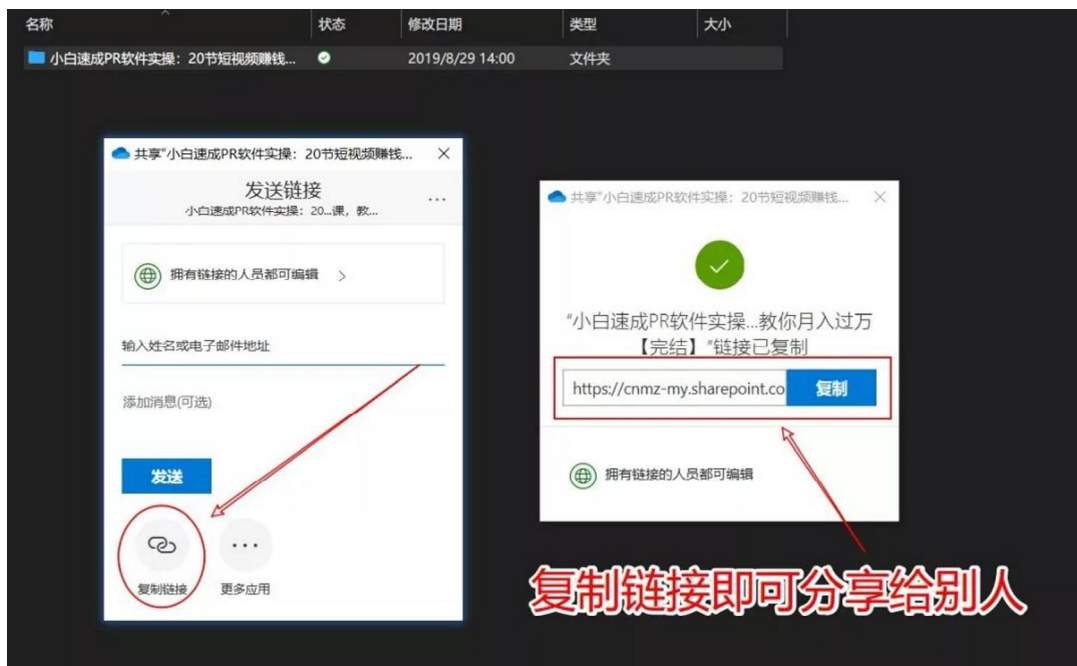 名称 状态 修改日期 类型 大小
小白速成PR软件实操：20节短视频赚钱... 2019/8/29 14:00 文件夹
共享"小白速成PR软件实操：20节短视频赚钱...
发送链接
小白速成PR软件实操：20...课，教...
拥有链接的人员都可编辑
输入姓名或电子邮件地址
添加消息(可选)
发送
复制链接 更多应用
共享"小白速成PR软件实操：20节短视频赚钱...
"小白速成PR软件实操...教你月入过万
【完结】"链接已复制
https://cnmz-my.sharepoint.co 复制
拥有链接的人员都可编辑
复制链接即可分享给别人